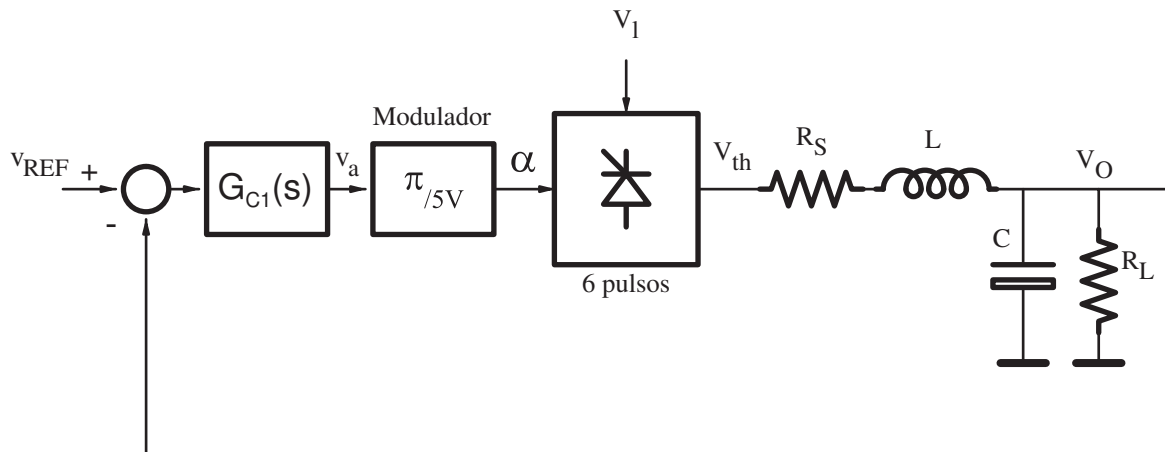 V1
Modulador
vREF
+
-
GC1(s)
va
π/5V
α
6 pulsos
Vth
RS
L
VO
C
RL